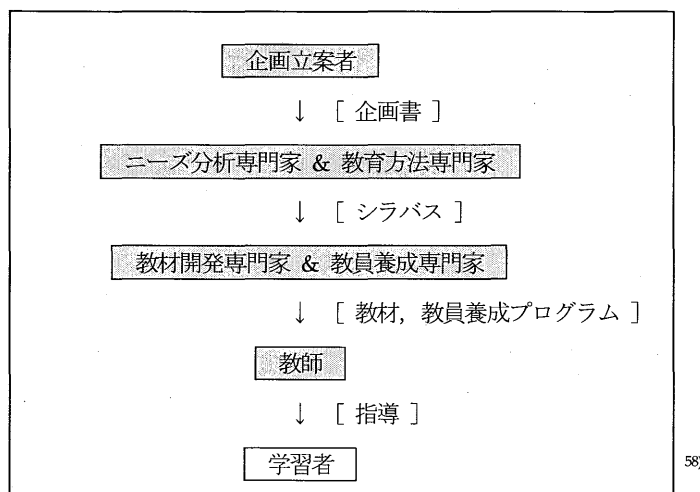 企画立案者
↓ [ 企画書 ]
ニーズ分析専門家 & 教育方法専門家
↓ [ シラバス ]
教材開発専門家 & 教員養成専門家
↓ [ 教材, 教員養成プログラム ]
教師
↓ [ 指導 ]
学習者
58)